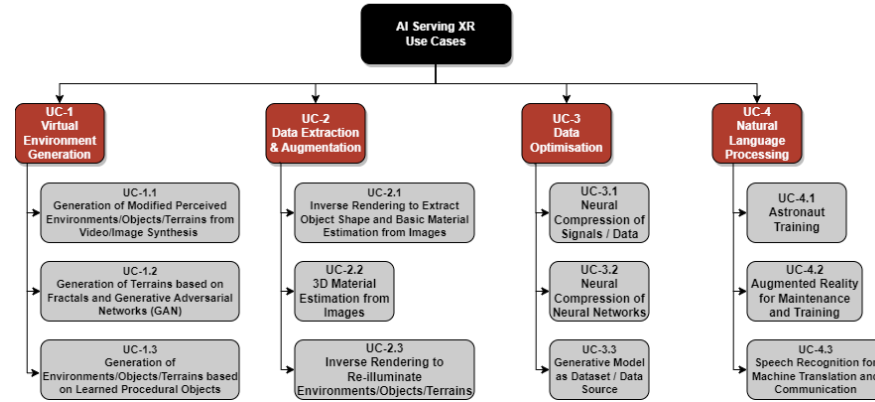 AI Serving XR
Use Cases
UC-1
Virtual
Environment
Generation
UC-1.1
Generation of Modified Perceived
Environments/Objects/Terrains from
Video/Image Synthesis
UC-1.2
Generation of Terrains based on
Fractals and Generative Adversarial
Networks (GAN)
UC-1.3
Generation of
Environments/Objects/Terrains based
on Learned Procedural Objects
UC-2
Data Extraction
& Augmentation
UC-2.1
Inverse Rendering to Extract
Object Shape and Basic Material
Estimation from Images
UC-2.2
3D Material
Estimation from
Images
UC-2.3
Inverse Rendering to
Re-illuminate
Environments/Objects/Terrains
UC-3
Data
Optimisation
UC-3.1
Neural
Compression of
Signals / Data
UC-3.2
Neural
Compression of
Neural Networks
UC-3.3
Generative Model
as Dataset / Data
Source
UC-4
Natural
Language
Processing
UC-4.1
Astronaut
Training
UC-4.2
Augmented Reality
for Maintenance
and Training
UC-4.3
Speech Recognition for
Machine Translation and
Communication